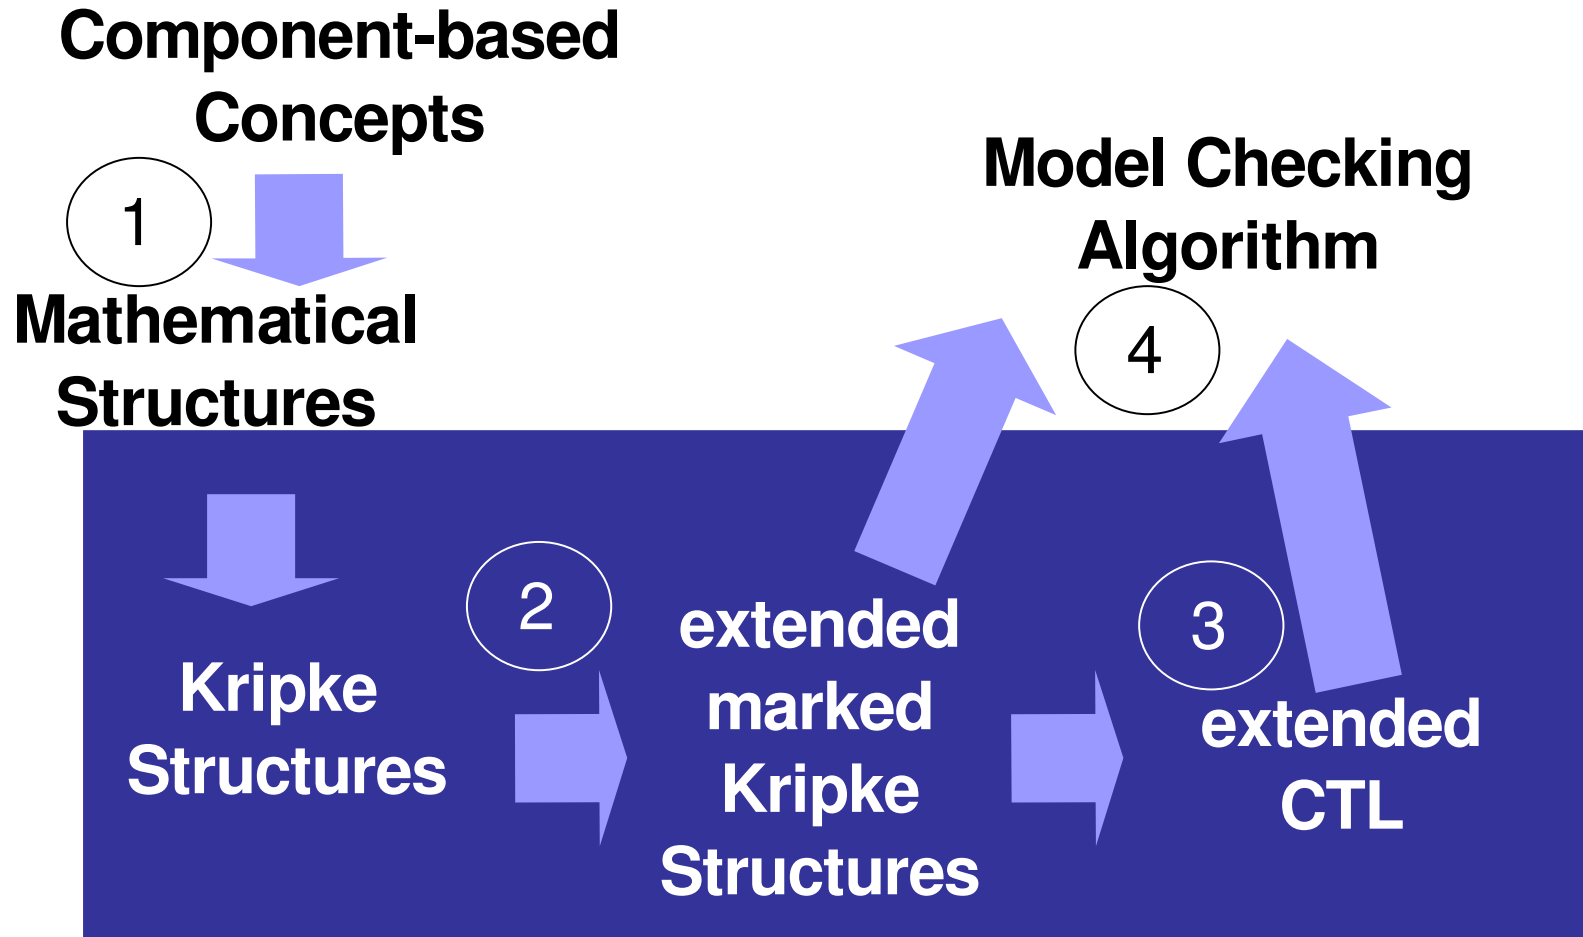 Component-based
Concepts
1
Mathematical
Structures
Kripke
Structures
2
extended
marked
Kripke
Structures
3
extended
CTL
Model Checking
Algorithm
4